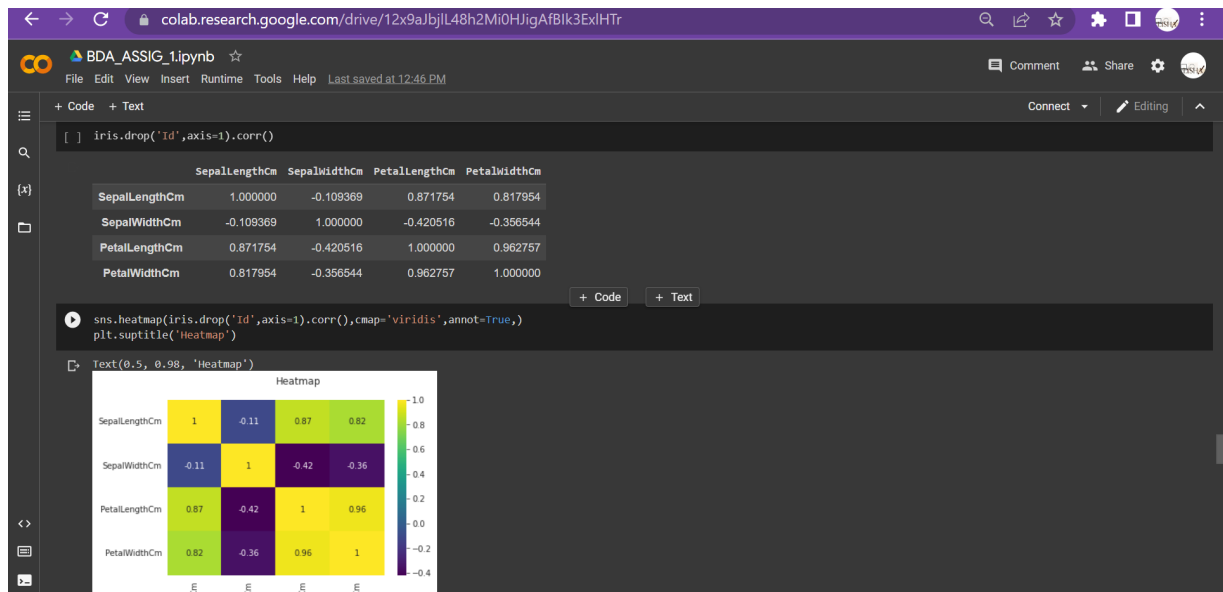 colab.research.google.com/drive/12x9aJbjlL48h2Mi0HJigAfBIk3ExlHTr
BDA_ASSIG_1.ipynb
File Edit View Insert Runtime Tools Help Last saved at 12:46 PM
Comment Share
+ Code + Text
Connect Editing
[ ] iris.drop('Id',axis=1).corr()
SepalLengthCm SepalWidthCm PetalLengthCm PetalWidthCm
SepalLengthCm 1.000000 -0.109369 0.871754 0.817954
SepalWidthCm -0.109369 1.000000 -0.420516 -0.356544
PetalLengthCm 0.871754 -0.420516 1.000000 0.962757
PetalWidthCm 0.817954 -0.356544 0.962757 1.000000
+ Code + Text
sns.heatmap(iris.drop('Id',axis=1).corr(),cmap='viridis',annot=True,)
plt.suptitle('Heatmap')
Text(0.5, 0.98, 'Heatmap')
Heatmap
SepalLengthCm 1 -0.11 0.87 0.82
SepalWidthCm -0.11 1 -0.42 -0.36
PetalLengthCm 0.87 -0.42 1 0.96
PetalWidthCm 0.82 -0.36 0.96 1
1.0
0.8
0.6
0.4
0.2
0.0
-0.2
-0.4